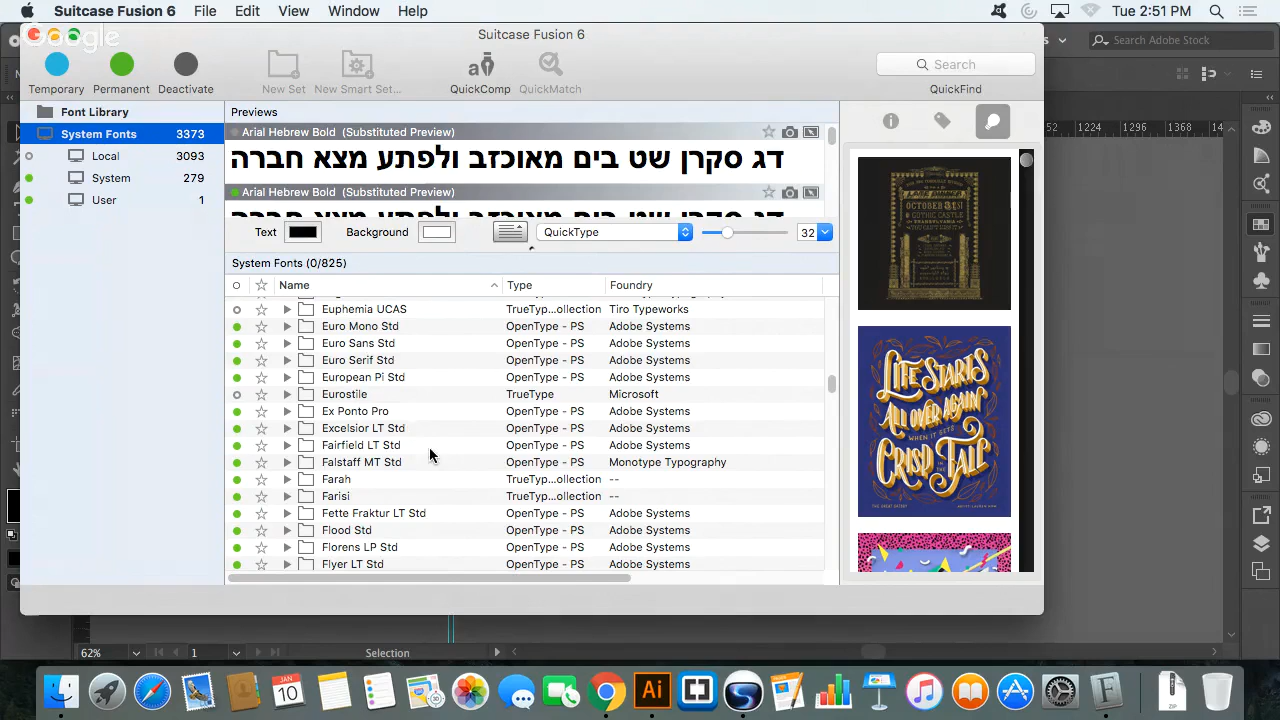 Suitcase Fusion 6 File Edit View Window Help Tue 2:51 PM
Google
Suitcase Fusion 6
Search Adobe Stock
Temporary Permanent Deactivate New Set New Smart Set... QuickComp QuickMatch Search QuickFind
Font Library
System Fonts 3373
Local 3093
System 279
User 1
Previews
Arial Hebrew Bold (Substituted Preview)
דג סקרן שט בים מאוכזב ולפתע מצא חברה
Arial Hebrew Bold (Substituted Preview)
Text Background QuickType 32
System Fonts (0/825)
Name Type Foundry
Euphemia UCAS TrueTyp...ollection Tiro Typeworks
Euro Mono Std OpenType - PS Adobe Systems
Euro Sans Std OpenType - PS Adobe Systems
Euro Serif Std OpenType - PS Adobe Systems
European Pi Std OpenType - PS Adobe Systems
Eurostile TrueType Microsoft
Ex Ponto Pro OpenType - PS Adobe Systems
Excelsior LT Std OpenType - PS Adobe Systems
Fairfield LT Std OpenType - PS Adobe Systems
Falstaff MT Std OpenType - PS Monotype Typography
Farah TrueTyp...ollection --
Farisi TrueTyp...ollection --
Fette Fraktur LT Std OpenType - PS Adobe Systems
Flood Std OpenType - PS Adobe Systems
Florens LP Std OpenType - PS Adobe Systems
Flyer LT Std OpenType - PS Adobe Systems
OCTOBER 31
GOTHIC CASTLE
TRANSYLVANIA
LIFE STARTS
ALL OVER AGAIN
WHEN IT GETS
CRISP
IN THE
FALL
52 1224 1296 1368
62% 1 Selection
JAN
10
ZIP